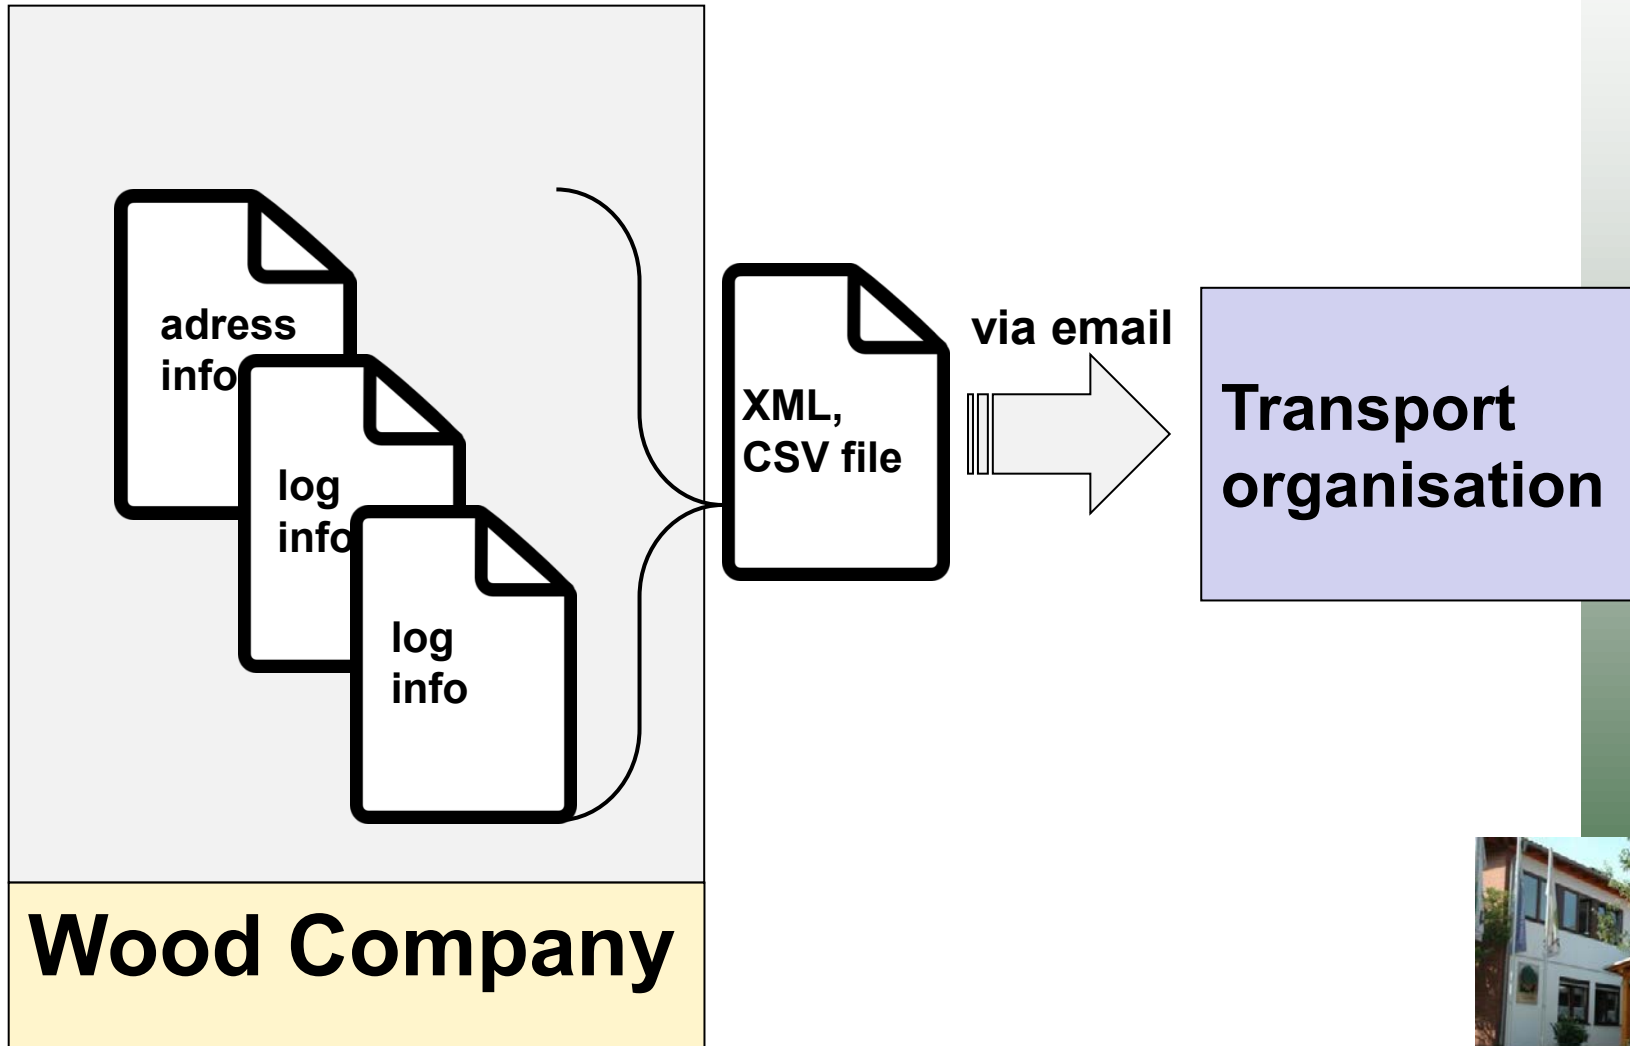 adress
info
log
info
log
info
XML,
CSV file
via email
Transport
organisation
Wood Company